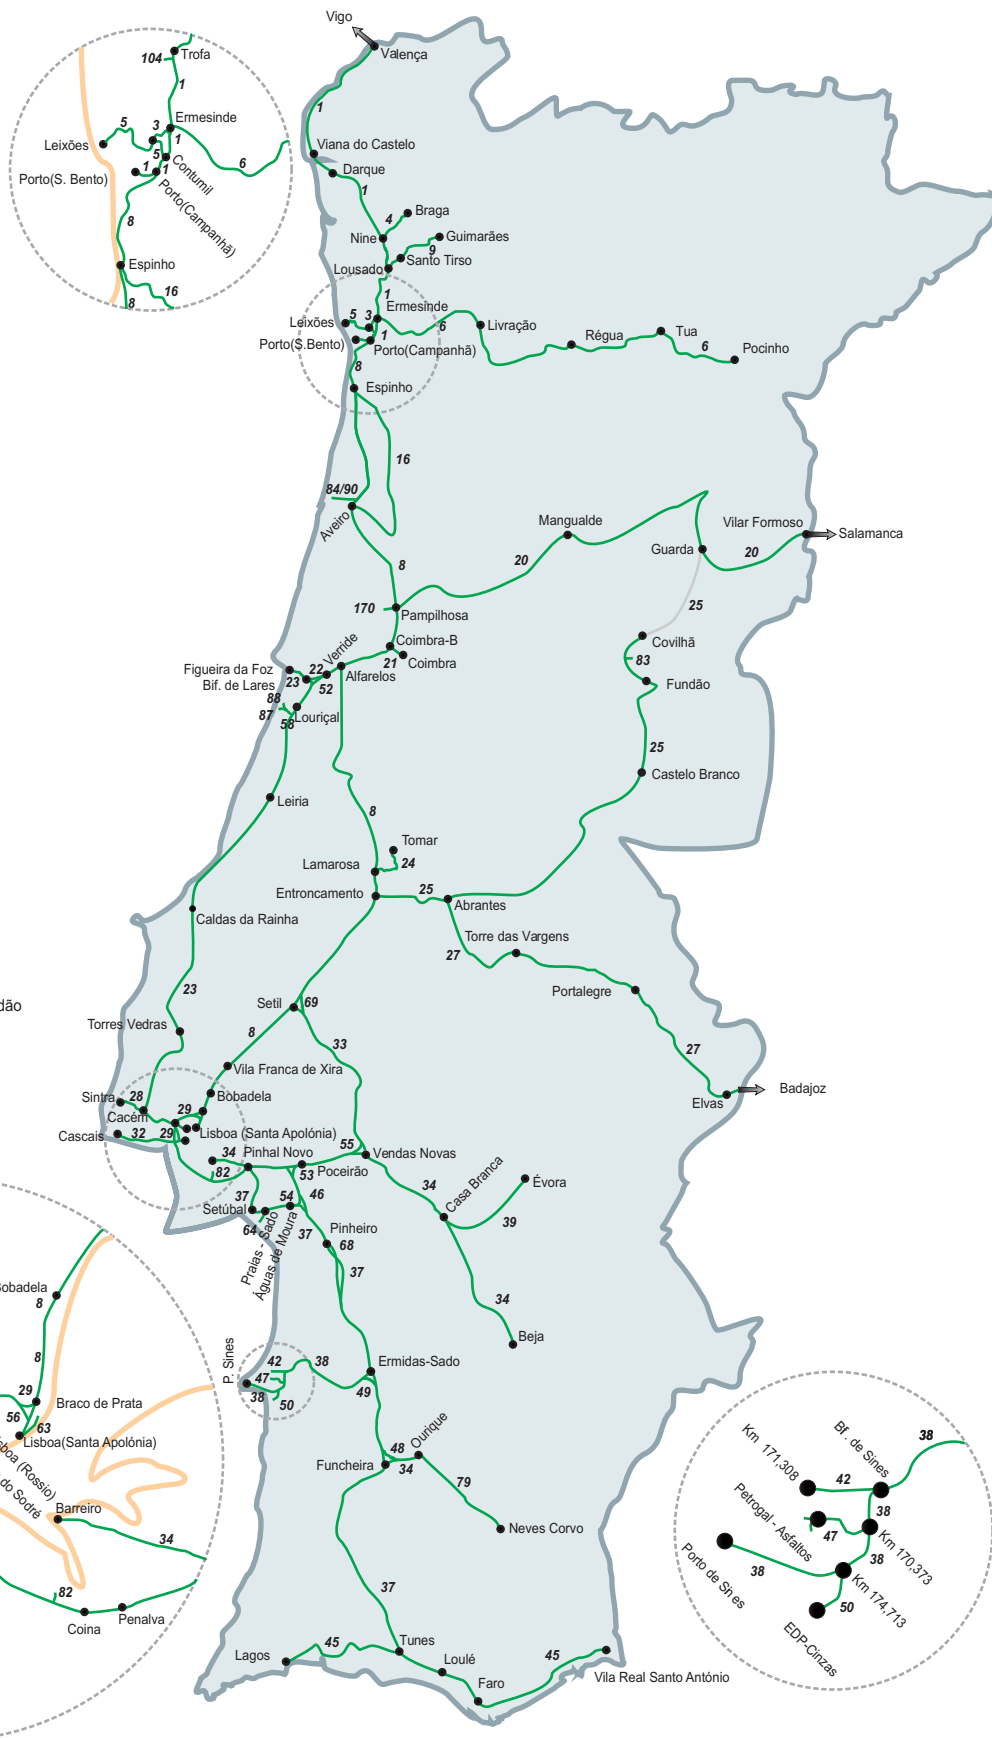 Vigo
Valença
1
Viana do Castelo
Darque
1
Braga
4
Nine
Guimarães
9
Santo Tirso
Lousado
1
Ermesinde
Leixões
5
3
6
Livração
Porto(S.Bento)
1
Porto(Campanhã)
Régua
Tua
6
Pocinho
8
Espinho
16
104
Trofa
1
Ermesinde
5
3
1
Leixões
5
Contumil
6
Porto(S. Bento)
1
1
Porto(Campanhã)
8
Espinho
16
8
84/90
Aveiro
Mangualde
Vilar Formoso
Salamanca
Guarda
20
20
8
25
170
Pampilhosa
Covilhã
Coimbra-B
21
Coimbra
83
Verride
Figueira da Foz
22
Alfarelos
Bif. de Lares
23
52
Fundão
88
87
58
Louriçal
25
Castelo Branco
Leiria
8
Tomar
Lamarosa
24
Entroncamento
25
Abrantes
Caldas da Rainha
Torre das Vargens
27
23
Portalegre
dão
Setil
69
Torres Vedras
8
33
27
Vila Franca de Xira
Badajoz
Elvas
Sintra
28
Bobadela
Cacém
29
Cascais
32
29
Lisboa (Santa Apolónia)
55
Vendas Novas
34
Pinhal Novo
Poceirão
82
53
34
Casa Branca
Évora
37
54
46
39
Setúbal
64
Praias - Sado
Águas de Moura
37
Pinheiro
68
37
34
Beja
P. Sines
42
38
Ermidas-Sado
47
38
50
49
Bobadela
8
8
29
Braco de Prata
56
63
Lisboa(Santa Apolónia)
sboa (Rossio)
do Sodré
Barreiro
34
82
Coina
Penalva
Ourique
48
Funcheira
34
79
Neves Corvo
37
Km 171,308
Bf. de Sines
38
42
Petrogal - Asfaltos
38
47
Km 170,373
Porto de Sines
38
38
Km 174,713
50
EDP-Cinzas
Lagos
45
Tunes
Loulé
Faro
45
Vila Real Santo António